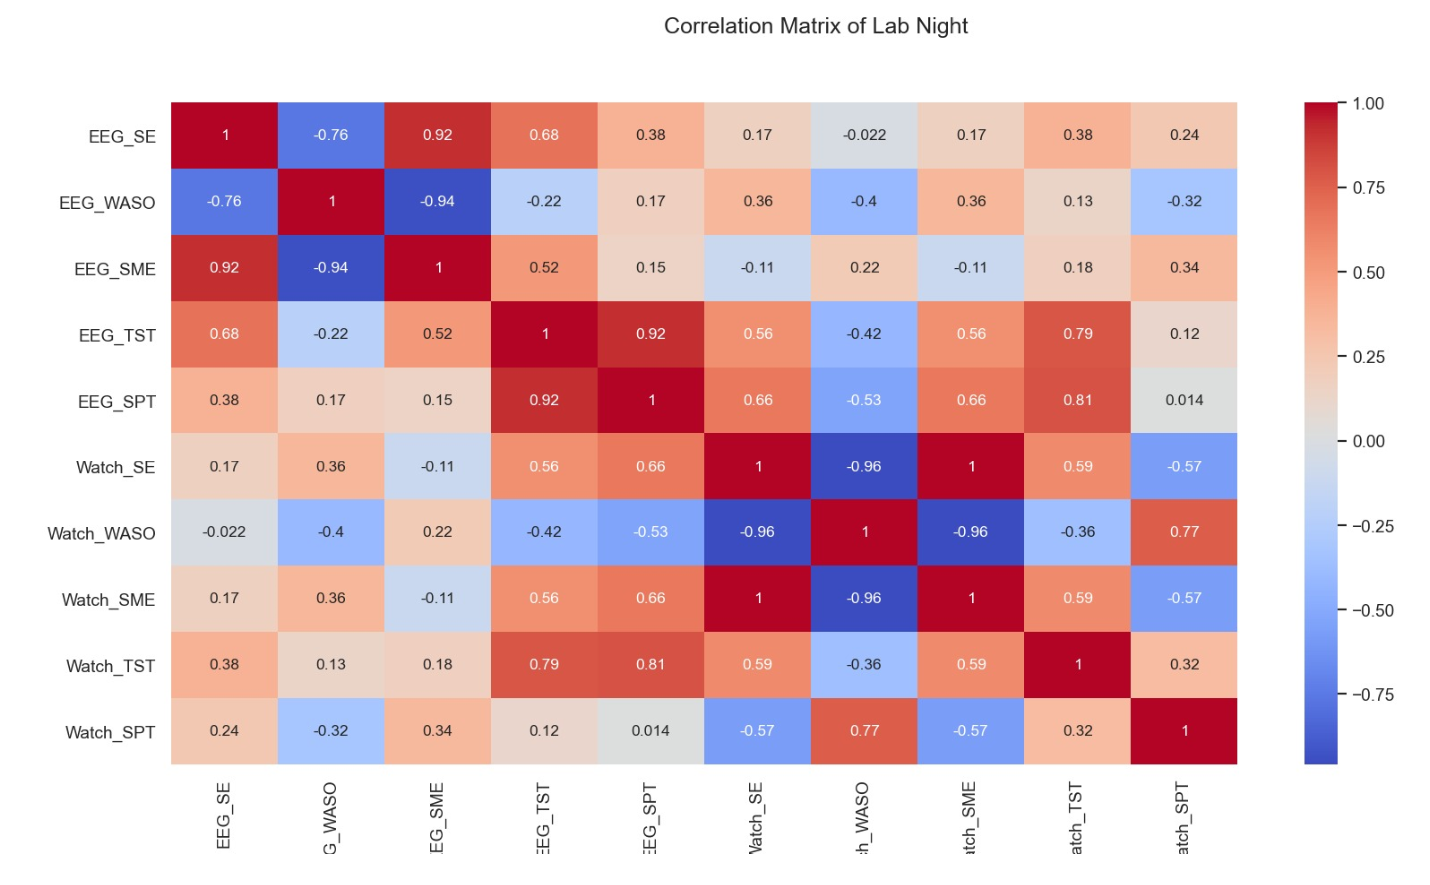 Correlation Matrix of Lab Night
EEG_SE 1 -0.76 0.92 0.68 0.38 0.17 -0.022 0.17 0.38 0.24
EEG_WASO -0.76 1 -0.94 -0.22 0.17 0.36 -0.4 0.36 0.13 -0.32
EEG_SME 0.92 -0.94 1 0.52 0.15 -0.11 0.22 -0.11 0.18 0.34
EEG_TST 0.68 -0.22 0.52 1 0.92 0.56 -0.42 0.56 0.79 0.12
EEG_SPT 0.38 0.17 0.15 0.92 1 0.66 -0.53 0.66 0.81 0.014
Watch_SE 0.17 0.36 -0.11 0.56 0.66 1 -0.96 1 0.59 -0.57
Watch_WASO -0.022 -0.4 0.22 -0.42 -0.53 -0.96 1 -0.96 -0.36 0.77
Watch_SME 0.17 0.36 -0.11 0.56 0.66 1 -0.96 1 0.59 -0.57
Watch_TST 0.38 0.13 0.18 0.79 0.81 0.59 -0.36 0.59 1 0.32
Watch_SPT 0.24 -0.32 0.34 0.12 0.014 -0.57 0.77 -0.57 0.32 1
EEG_SE
G_WASO
EEG_SME
EEG_TST
EEG_SPT
Watch_SE
ch_WASO
atch_SME
atch_TST
atch_SPT
1.00
0.75
0.50
0.25
0.00
−0.25
−0.50
−0.75